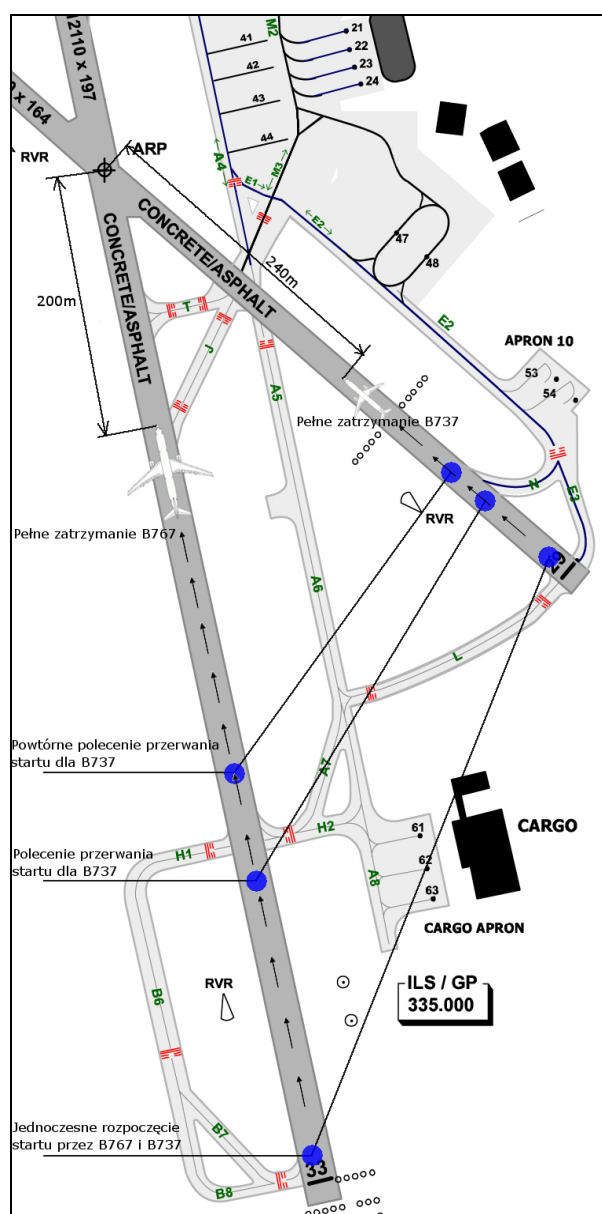 M2
21
22
23
24
41
42
43
44
12110 x 197
0 x 164
RVR
ARP
A4
E1
M3
E2
47
48
CONCRETE/ASPHALT
CONCRETE/ASPHALT
240m
200m
T
J
E2
APRON 10
53
54
A5
Pełne zatrzymanie B737
N
E3
RVR
Pełne zatrzymanie B767
29
A6
L
Powtórne polecenie przerwania
startu dla B737
A7
H2
H1
61
62
63
CARGO
Polecenie przerwania
startu dla B737
A8
CARGO APRON
RVR
ILS / GP
335.000
B6
Jednoczesne rozpoczęcie
startu przez B767 i B737
B7
33
B8